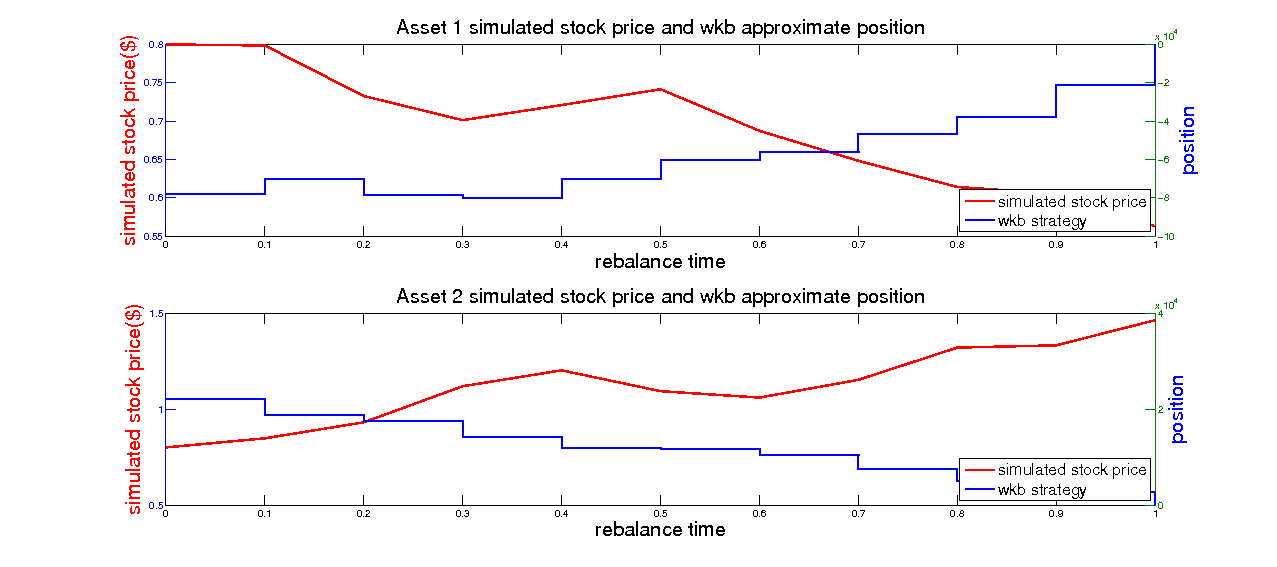 Asset 1 simulated stock price and wkb approximate position
x 10^4
simulated stock price($)
0.8
0.75
0.7
0.65
0.6
0.55
0
-2
-4
-6
-8
-10
position
simulated stock price
wkb strategy
0 0.1 0.2 0.3 0.4 0.5 0.6 0.7 0.8 0.9 1
rebalance time
Asset 2 simulated stock price and wkb approximate position
x 10^4
simulated stock price($)
1.5
1
0.5
4
2
0
position
simulated stock price
wkb strategy
0 0.1 0.2 0.3 0.4 0.5 0.6 0.7 0.8 0.9 1
rebalance time